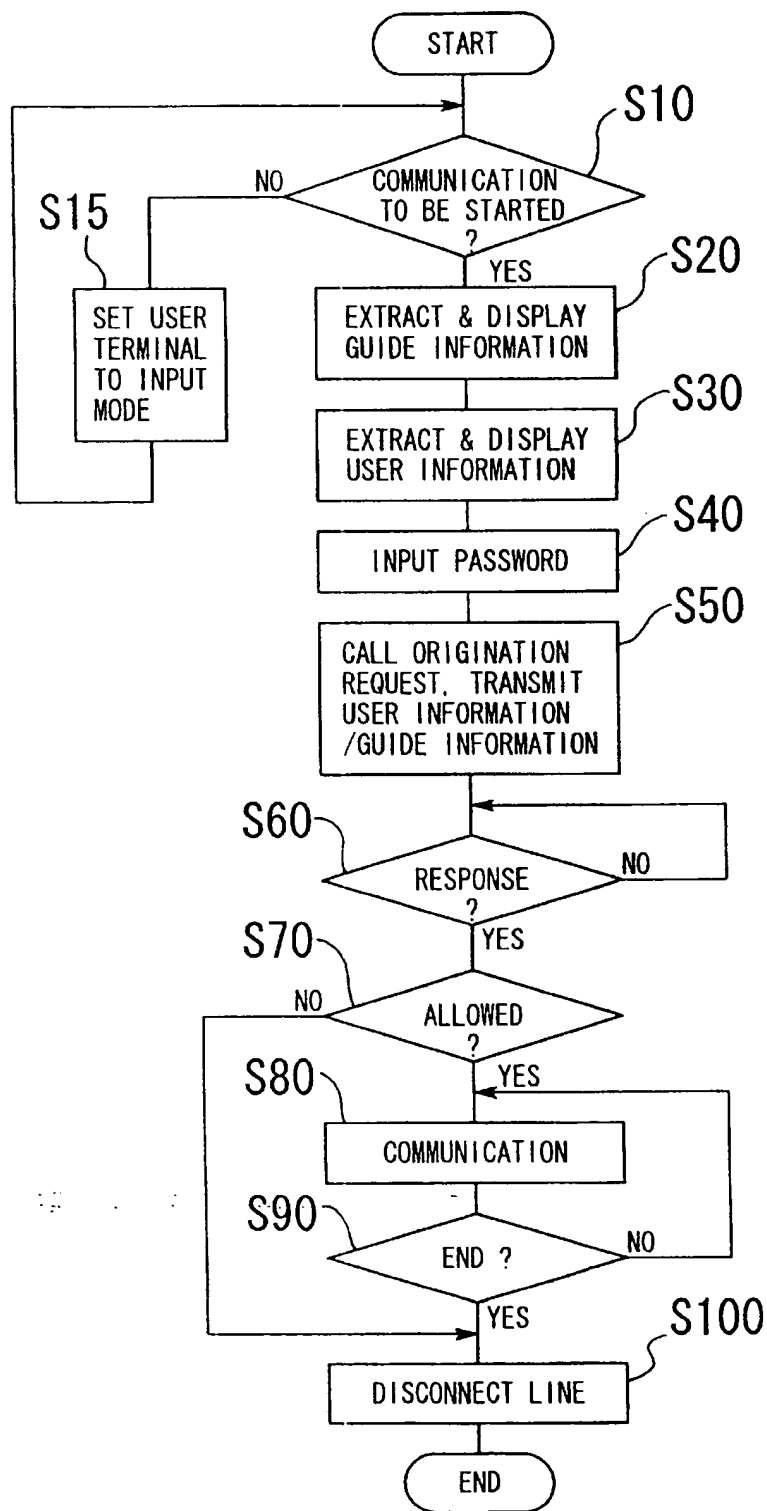 START
S10
COMMUNICATION
TO BE STARTED
?
NO
YES
S15
SET USER
TERMINAL
TO INPUT
MODE
S20
EXTRACT & DISPLAY
GUIDE INFORMATION
S30
EXTRACT & DISPLAY
USER INFORMATION
S40
INPUT PASSWORD
S50
CALL ORIGINATION
REQUEST, TRANSMIT
USER INFORMATION
/GUIDE INFORMATION
S60
RESPONSE
?
NO
YES
S70
NO
ALLOWED
?
YES
S80
COMMUNICATION
S90
END ?
NO
YES
S100
DISCONNECT LINE
END